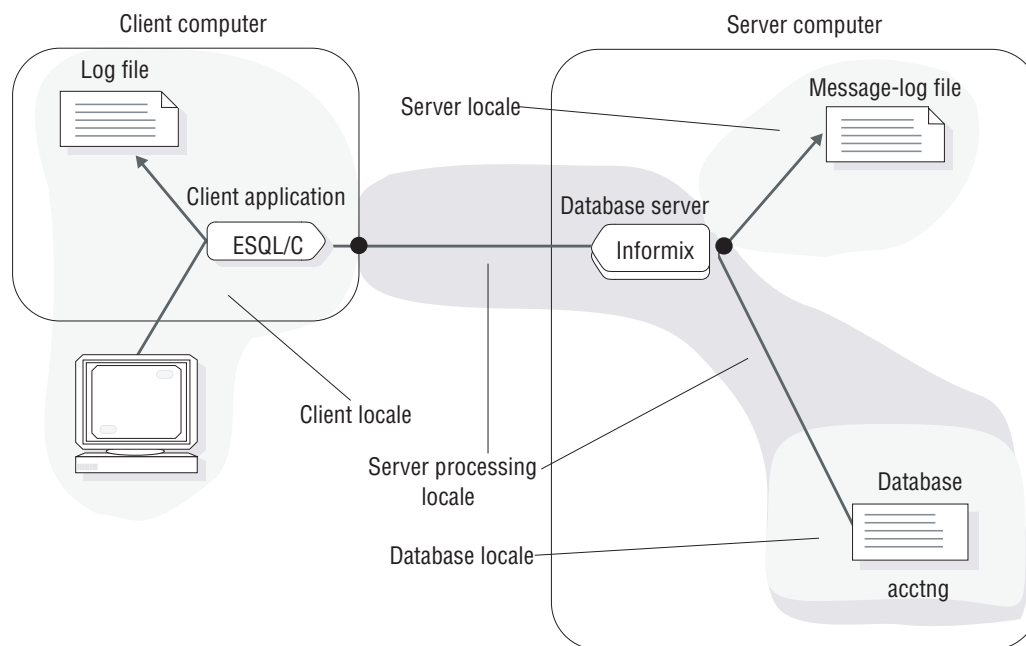 Client computer
Server computer
Log file
Message-log file
Server locale
Client application
Database server
ESQL/C
Informix
Client locale
Server processing
locale
Database
Database locale
acctng